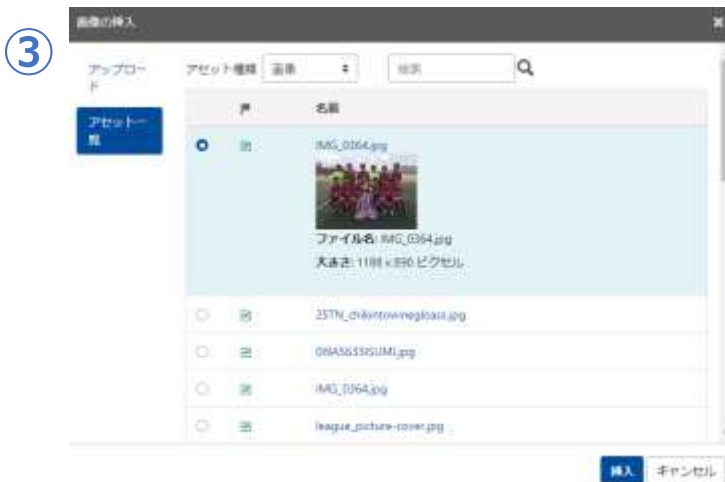 ③
画像の挿入
アップロード
アセット一覧
アセット種類 画像 検索
名前
IMG_0364.jpg
ファイル名: IMG_0364.jpg
大きさ: 1188 × 890 ピクセル
IMG_0364.jpg
league_picture-cover.jpg
挿入 キャンセル